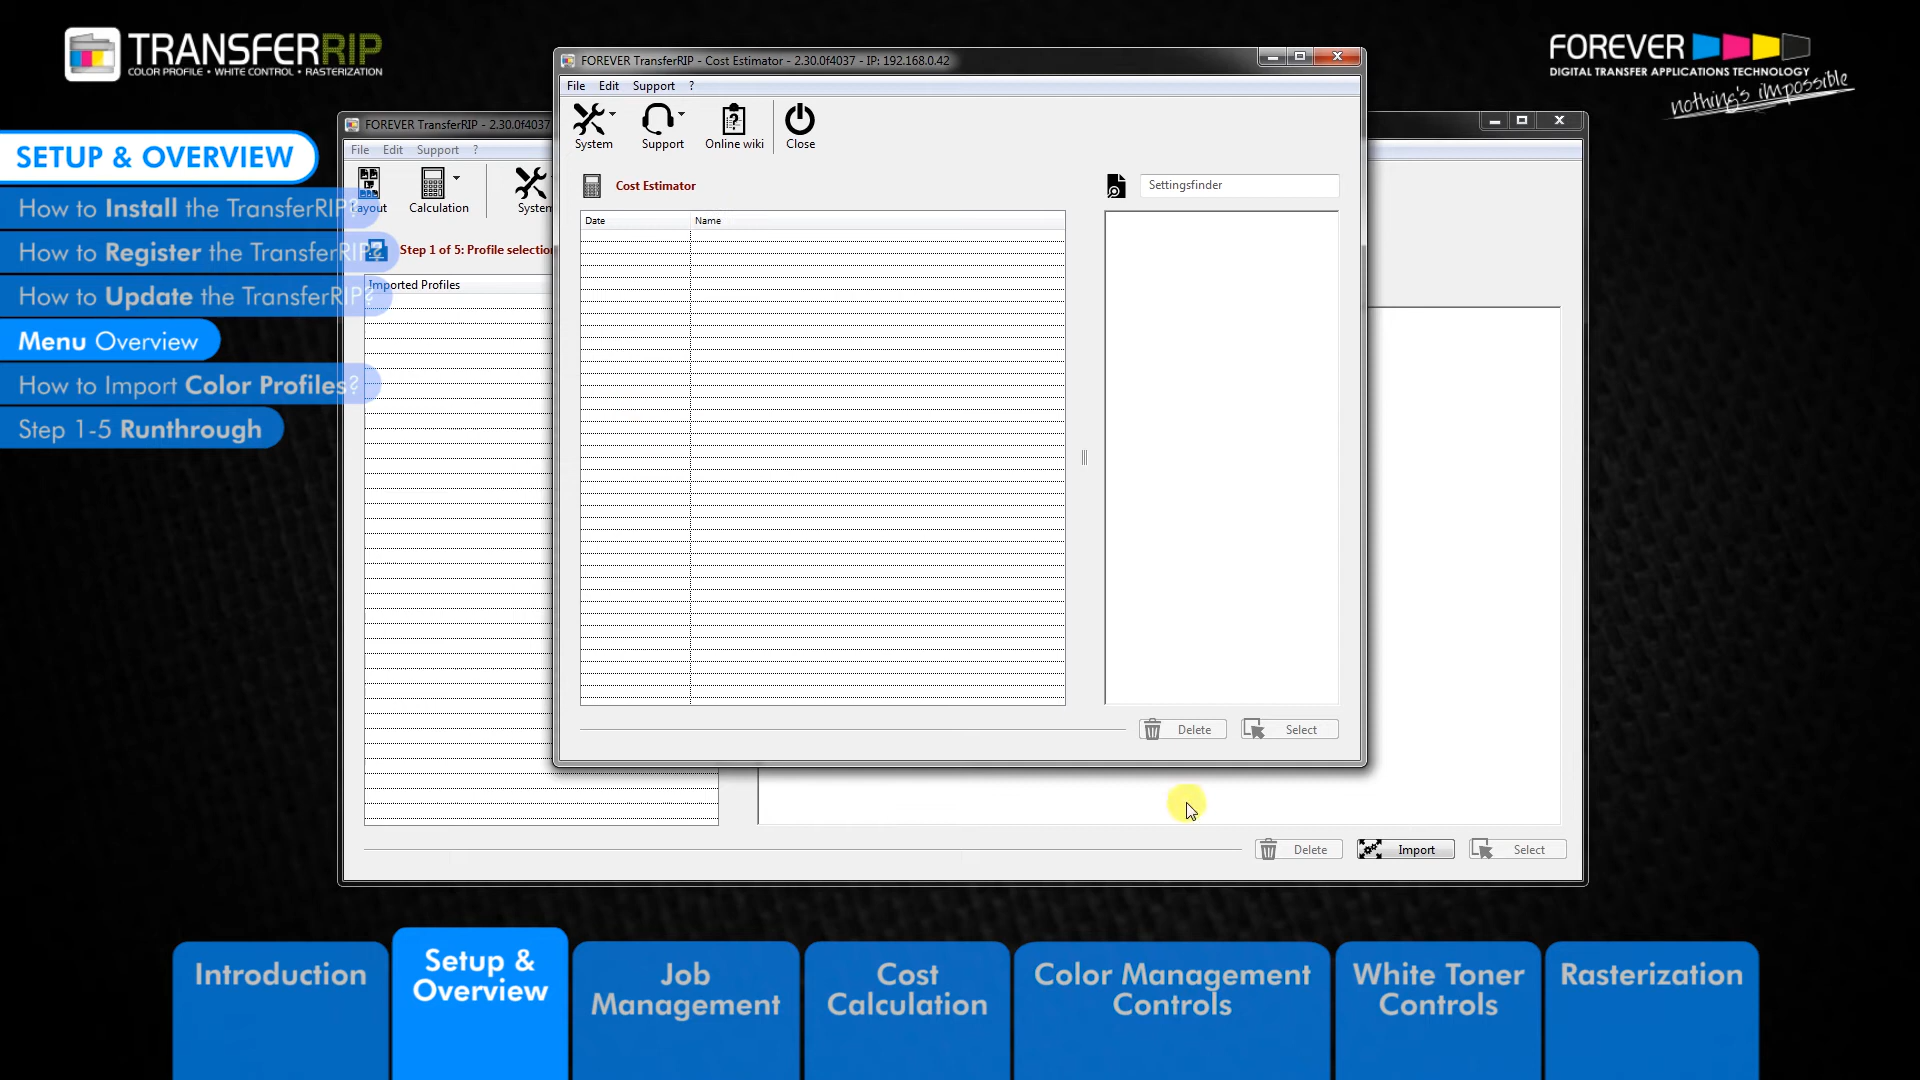 TRANSFERRIP
COLOR PROFILE • WHITE CONTROL • RASTERIZATION
FOREVER
DIGITAL TRANSFER APPLICATIONS TECHNOLOGY
nothing's impossible
SETUP & OVERVIEW
How to Install the TransferRIP?
How to Register the TransferRIP?
How to Update the TransferRIP?
Menu Overview
How to Import Color Profiles?
Step 1-5 Runthrough
FOREVER TransferRIP - 2.30.0f4037
File Edit Support ?
Layout Calculation System
Step 1 of 5: Profile selection
Imported Profiles
FOREVER TransferRIP - Cost Estimator - 2.30.0f4037 - IP: 192.168.0.42
File Edit Support ?
System Support Online wiki Close
Cost Estimator
Settingsfinder
Date Name
Delete Select
Delete Import Select
Introduction
Setup &
Overview
Job
Management
Cost
Calculation
Color Management
Controls
White Toner
Controls
Rasterization